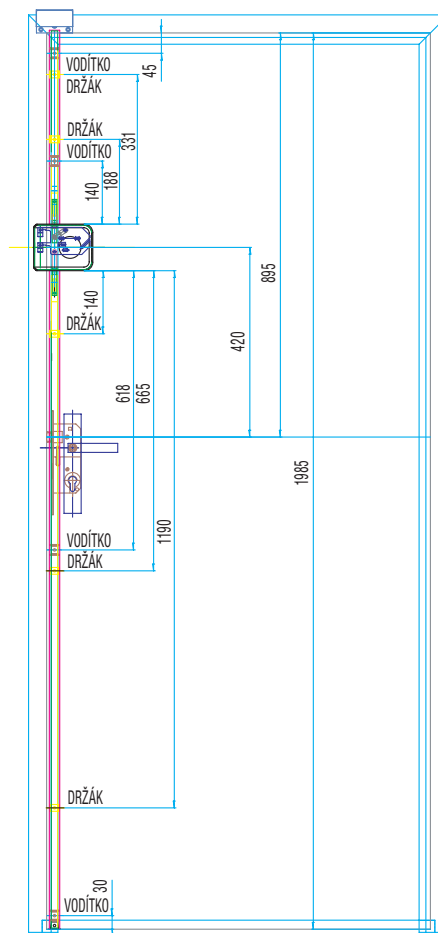 45
VODÍTKO
DRŽÁK
331
DRŽÁK
188
VODÍTKO
140
895
420
140
DRŽÁK
618
665
1985
1190
VODÍTKO
DRŽÁK
DRŽÁK
30
VODÍTKO